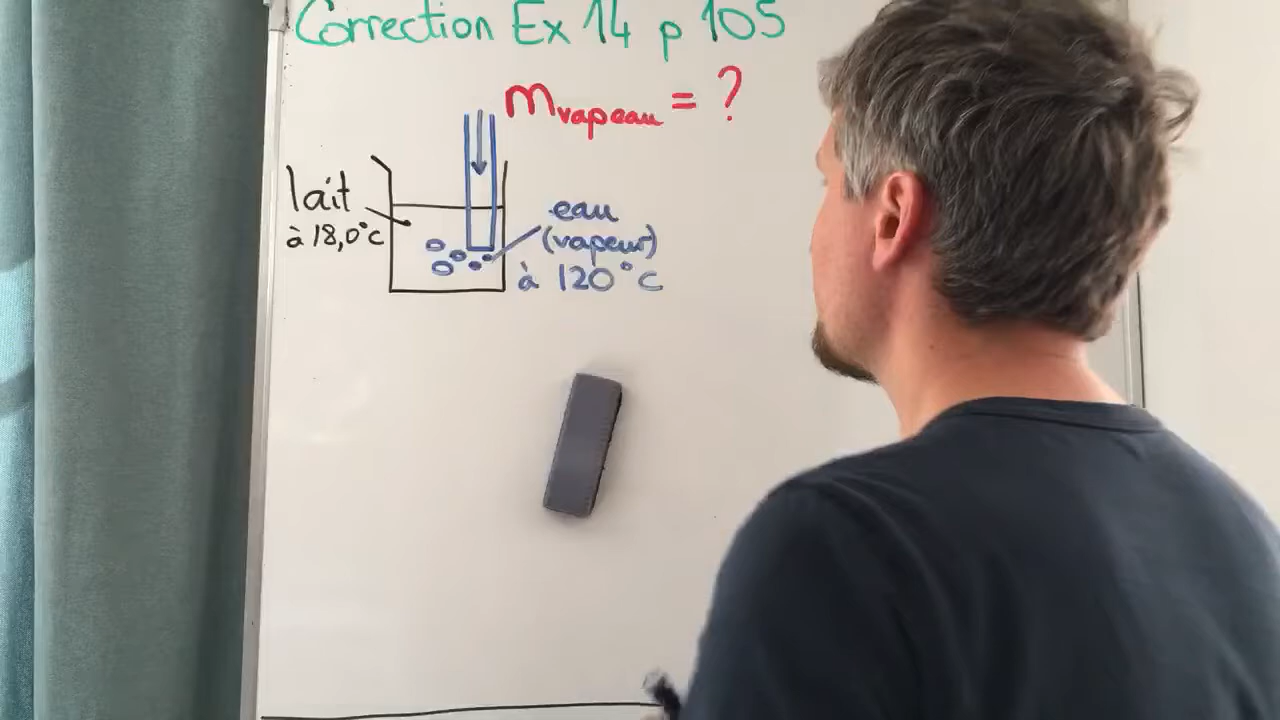 Correction Ex 14 p 105
mvapeau = ?
lait
à 18,0°c
eau
(vapeur)
à 120°c